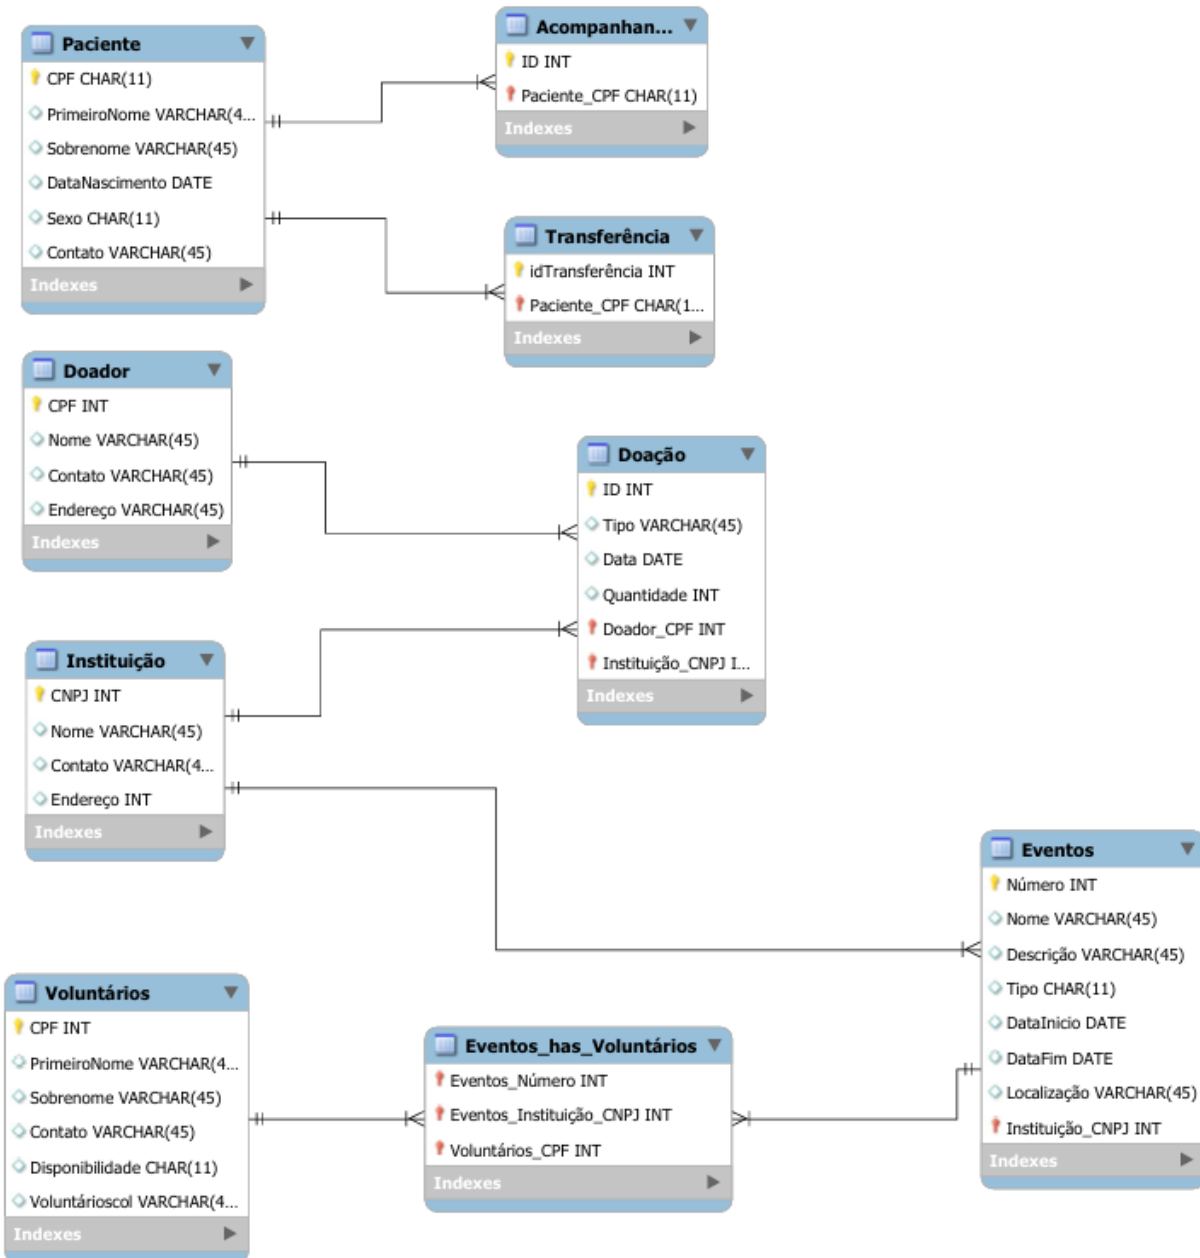 Paciente
CPF CHAR(11)
PrimeiroNome VARCHAR(4...
Sobrenome VARCHAR(45)
DataNascimento DATE
Sexo CHAR(11)
Contato VARCHAR(45)
Indexes
Acompanhan...
ID INT
Paciente_CPF CHAR(11)
Indexes
Transferência
idTransferência INT
Paciente_CPF CHAR(1...
Indexes
Doador
CPF INT
Nome VARCHAR(45)
Contato VARCHAR(45)
Endereço VARCHAR(45)
Indexes
Doação
ID INT
Tipo VARCHAR(45)
Data DATE
Quantidade INT
Doador_CPF INT
Instituição_CNPJ I...
Indexes
Instituição
CNPJ INT
Nome VARCHAR(45)
Contato VARCHAR(4...
Endereço INT
Indexes
Eventos
Número INT
Nome VARCHAR(45)
Descrição VARCHAR(45)
Tipo CHAR(11)
DataInicio DATE
DataFim DATE
Localização VARCHAR(45)
Instituição_CNPJ INT
Indexes
Voluntários
CPF INT
PrimeiroNome VARCHAR(4...
Sobrenome VARCHAR(45)
Contato VARCHAR(45)
Disponibilidade CHAR(11)
Voluntárioscol VARCHAR(4...
Indexes
Eventos_has_Voluntários
Eventos_Número INT
Eventos_Instituição_CNPJ INT
Voluntários_CPF INT
Indexes